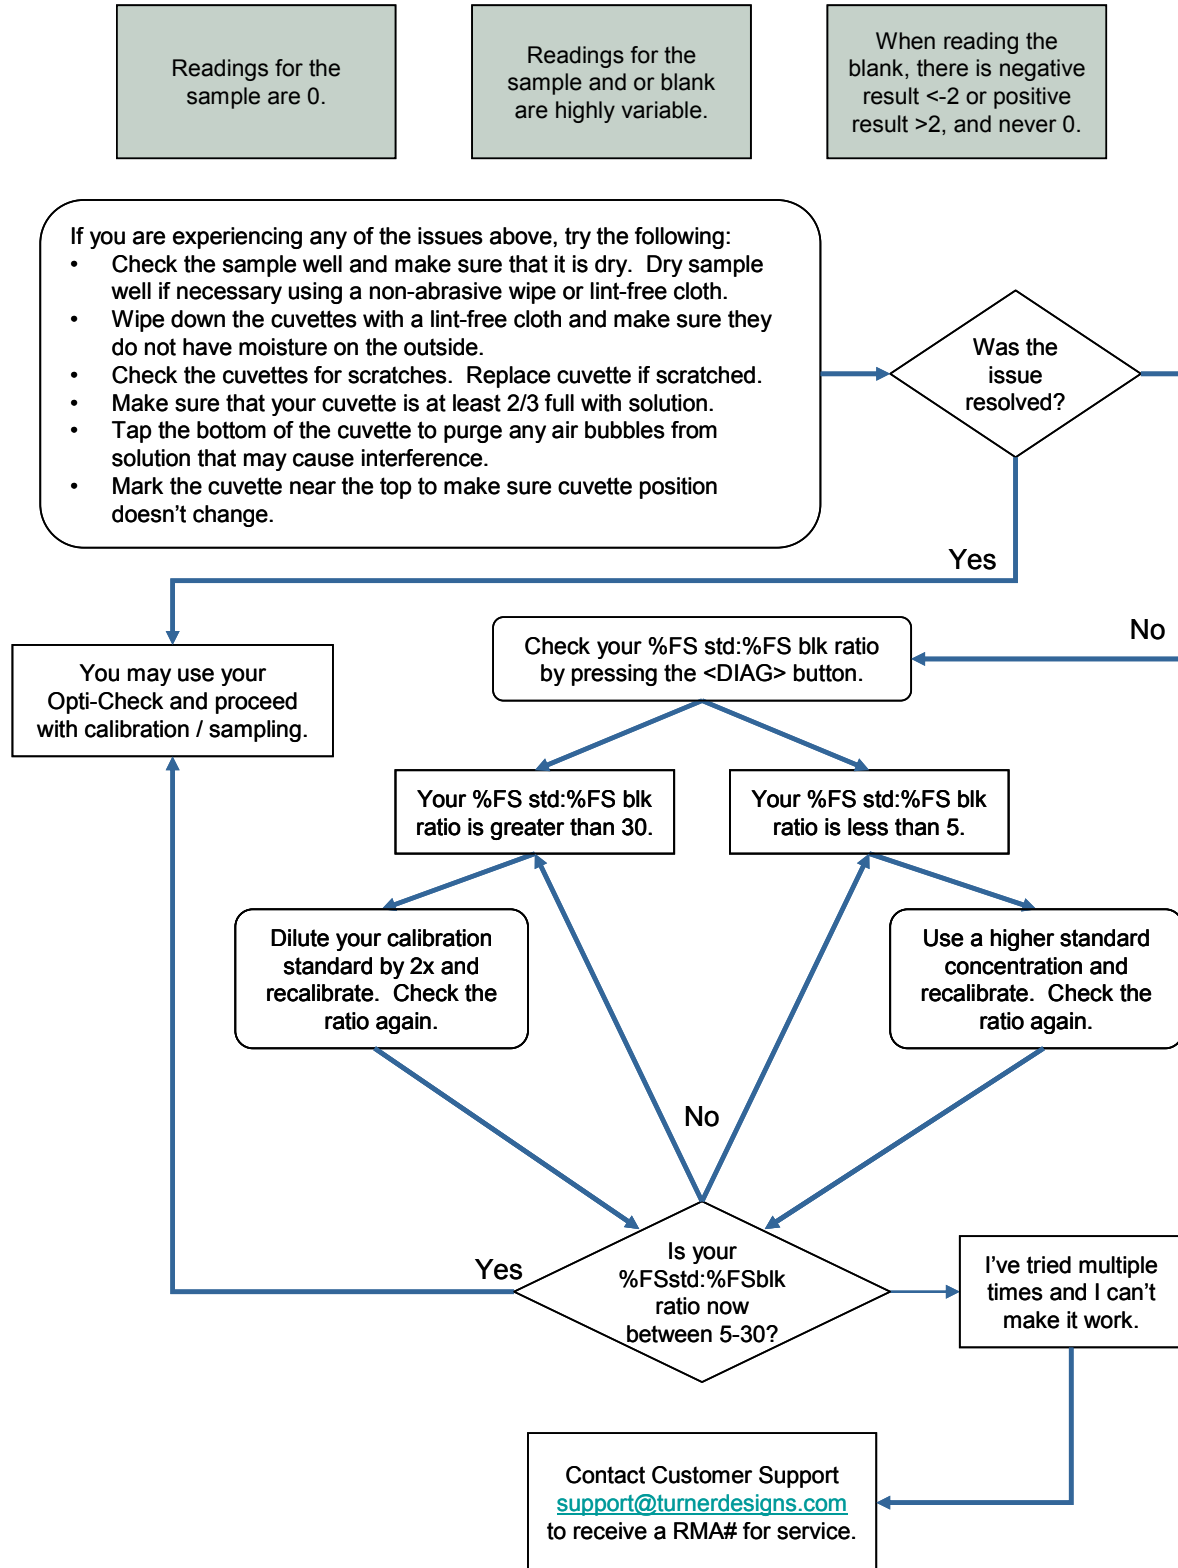 Readings for the
sample are 0.
Readings for the
sample and or blank
are highly variable.
When reading the
blank, there is negative
result <-2 or positive
result >2, and never 0.
If you are experiencing any of the issues above, try the following:
• Check the sample well and make sure that it is dry.  Dry sample
well if necessary using a non-abrasive wipe or lint-free cloth.
• Wipe down the cuvettes with a lint-free cloth and make sure they
do not have moisture on the outside.
• Check the cuvettes for scratches.  Replace cuvette if scratched.
• Make sure that your cuvette is at least 2/3 full with solution.
• Tap the bottom of the cuvette to purge any air bubbles from
solution that may cause interference.
• Mark the cuvette near the top to make sure cuvette position
doesn't change.
Was the
issue
resolved?
Yes
No
You may use your
Opti-Check and proceed
with calibration / sampling.
Check your %FS std:%FS blk ratio
by pressing the <DIAG> button.
Your %FS std:%FS blk
ratio is greater than 30.
Your %FS std:%FS blk
ratio is less than 5.
Dilute your calibration
standard by 2x and
recalibrate.  Check the
ratio again.
Use a higher standard
concentration and
recalibrate.  Check the
ratio again.
No
Yes
Is your
%FSstd:%FSblk
ratio now
between 5-30?
I've tried multiple
times and I can't
make it work.
Contact Customer Support
support@turnerdesigns.com
to receive a RMA# for service.